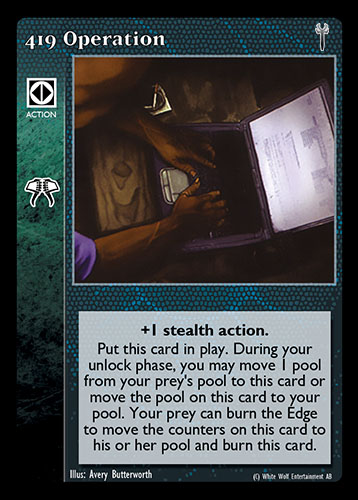 419 Operation
ACTION
+1 stealth action.
Put this card in play. During your
unlock phase, you may move 1 pool
from your prey's pool to this card or
move the pool on this card to your
pool. Your prey can burn the Edge
to move the counters on this card to
his or her pool and burn this card.
Illus: Avery Butterworth
(C) White Wolf Entertainment AB